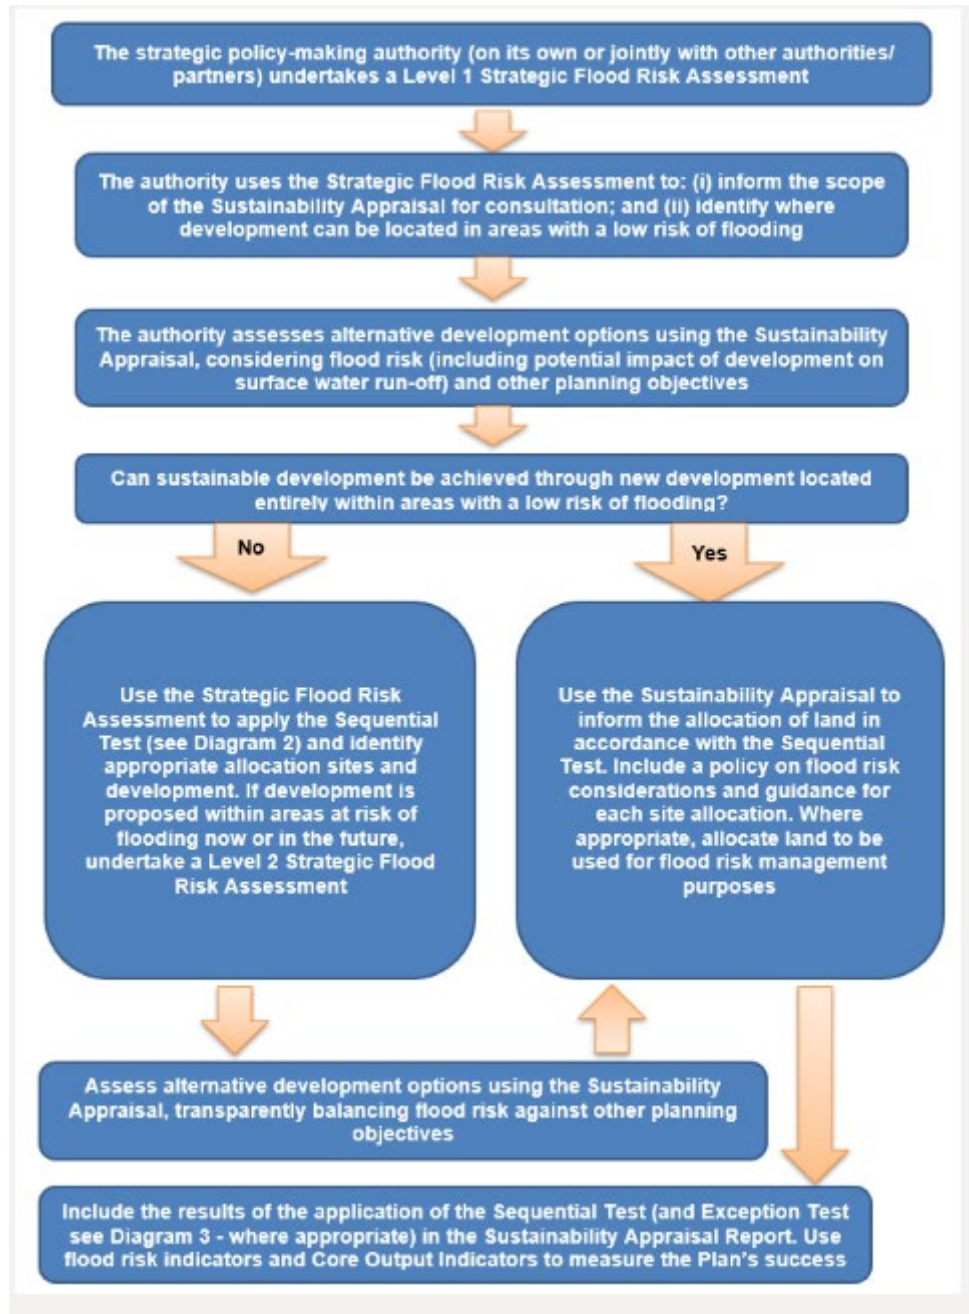 The strategic policy-making authority (on its own or jointly with other authorities/
partners) undertakes a Level 1 Strategic Flood Risk Assessment
The authority uses the Strategic Flood Risk Assessment to: (i) inform the scope
of the Sustainability Appraisal for consultation; and (ii) identify where
development can be located in areas with a low risk of flooding
The authority assesses alternative development options using the Sustainability
Appraisal, considering flood risk (including potential impact of development on
surface water run-off) and other planning objectives
Can sustainable development be achieved through new development located
entirely within areas with a low risk of flooding?
No
Yes
Use the Strategic Flood Risk
Assessment to apply the Sequential
Test (see Diagram 2) and identify
appropriate allocation sites and
development. If development is
proposed within areas at risk of
flooding now or in the future,
undertake a Level 2 Strategic Flood
Risk Assessment
Use the Sustainability Appraisal to
inform the allocation of land in
accordance with the Sequential
Test. Include a policy on flood risk
considerations and guidance for
each site allocation. Where
appropriate, allocate land to be
used for flood risk management
purposes
Assess alternative development options using the Sustainability
Appraisal, transparently balancing flood risk against other planning
objectives
Include the results of the application of the Sequential Test (and Exception Test
see Diagram 3 - where appropriate) in the Sustainability Appraisal Report. Use
flood risk indicators and Core Output Indicators to measure the Plan's success